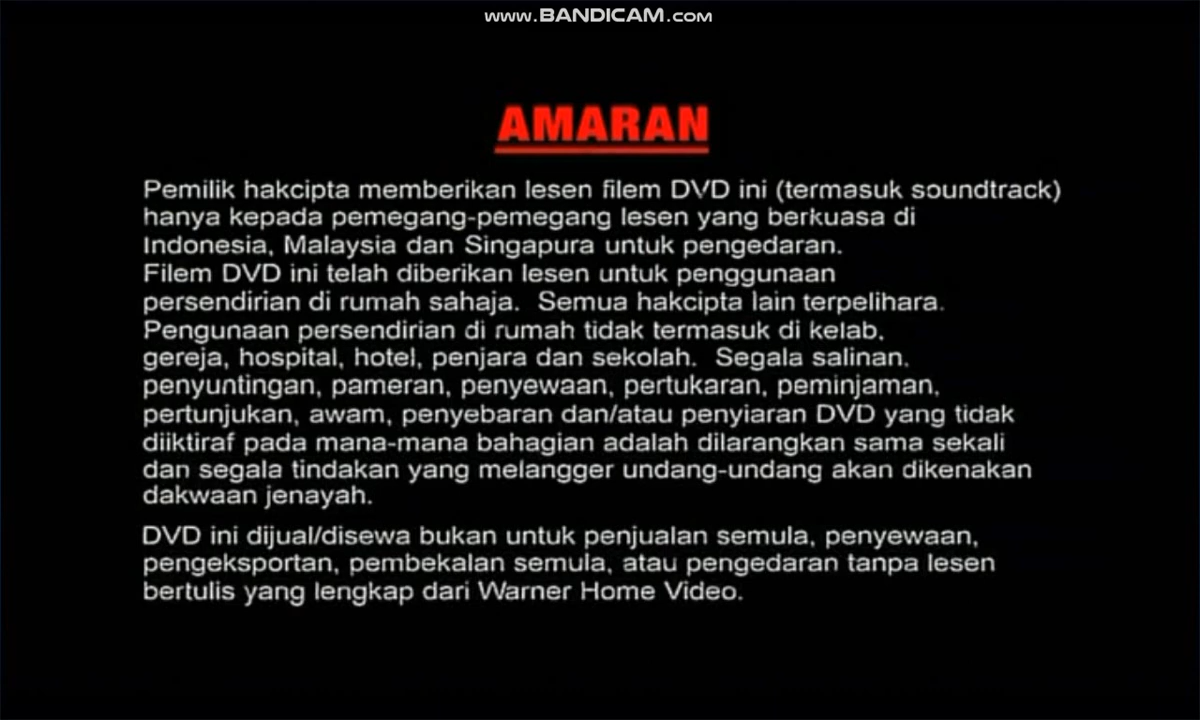 www.BANDICAM.com
AMARAN
Pemilik hakcipta memberikan lesen filem DVD ini (termasuk soundtrack)
hanya kepada pemegang-pemegang lesen yang berkuasa di
Indonesia, Malaysia dan Singapura untuk pengedaran.
Filem DVD ini telah diberikan lesen untuk penggunaan
persendirian di rumah sahaja.  Semua hakcipta lain terpelihara.
Pengunaan persendirian di rumah tidak termasuk di kelab,
gereja, hospital, hotel, penjara dan sekolah.  Segala salinan,
penyuntingan, pameran, penyewaan, pertukaran, peminjaman,
pertunjukan, awam, penyebaran dan/atau penyiaran DVD yang tidak
diiktiraf pada mana-mana bahagian adalah dilarangkan sama sekali
dan segala tindakan yang melangger undang-undang akan dikenakan
dakwaan jenayah.
DVD ini dijual/disewa bukan untuk penjualan semula, penyewaan,
pengeksportan, pembekalan semula, atau pengedaran tanpa lesen
bertulis yang lengkap dari Warner Home Video.